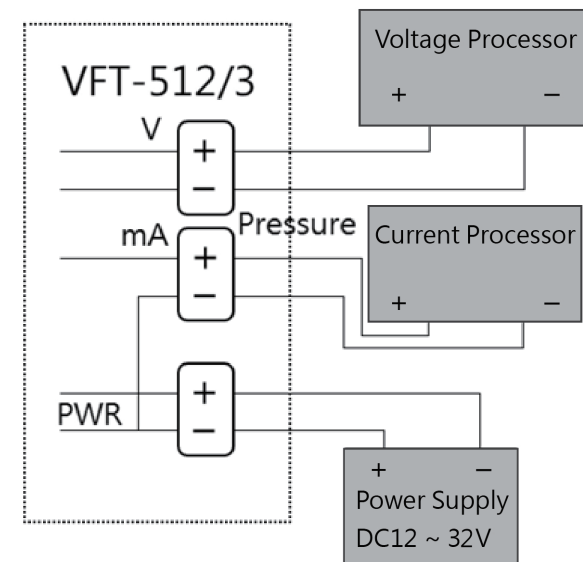 VFT-512/3
V
+
−
mA
Pressure
+
−
PWR
+
−
Voltage Processor
+ −
Current Processor
+ −
+ −
Power Supply
DC12 ~ 32V